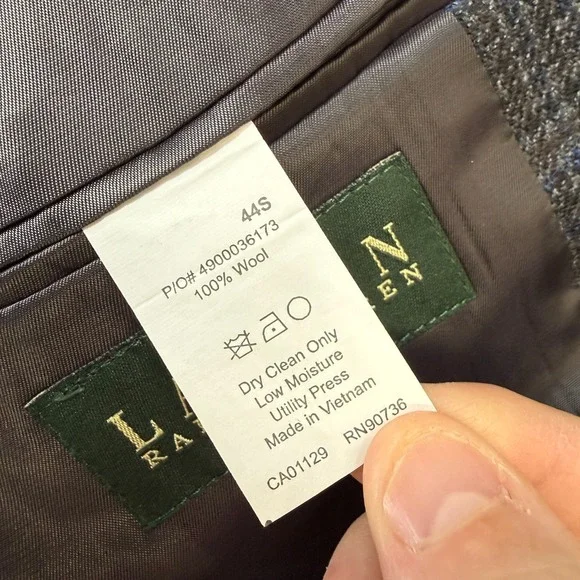 44S
P/O# 4900036173
100% Wool
Dry Clean Only
Low Moisture
Utility Press
Made in Vietnam
CA01129 RN90736